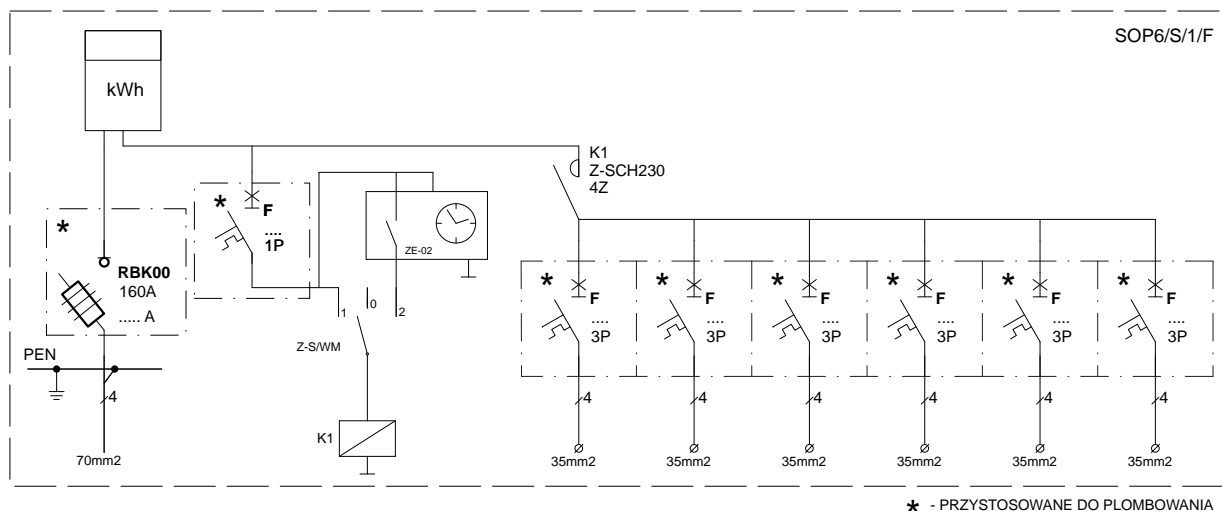 SOP6/S/1/F
kWh
K1
Z-SCH230
4Z
* F
....
1P
ZE-02
*
RBK00
160A
..... A
1 0 2
Z-S/WM
PEN
4
70mm2
K1
* F
....
3P
4
35mm2
* F
....
3P
4
35mm2
* F
....
3P
4
35mm2
* F
....
3P
4
35mm2
* F
....
3P
4
35mm2
* F
....
3P
4
35mm2
* - PRZYSTOSOWANE DO PLOMBOWANIA